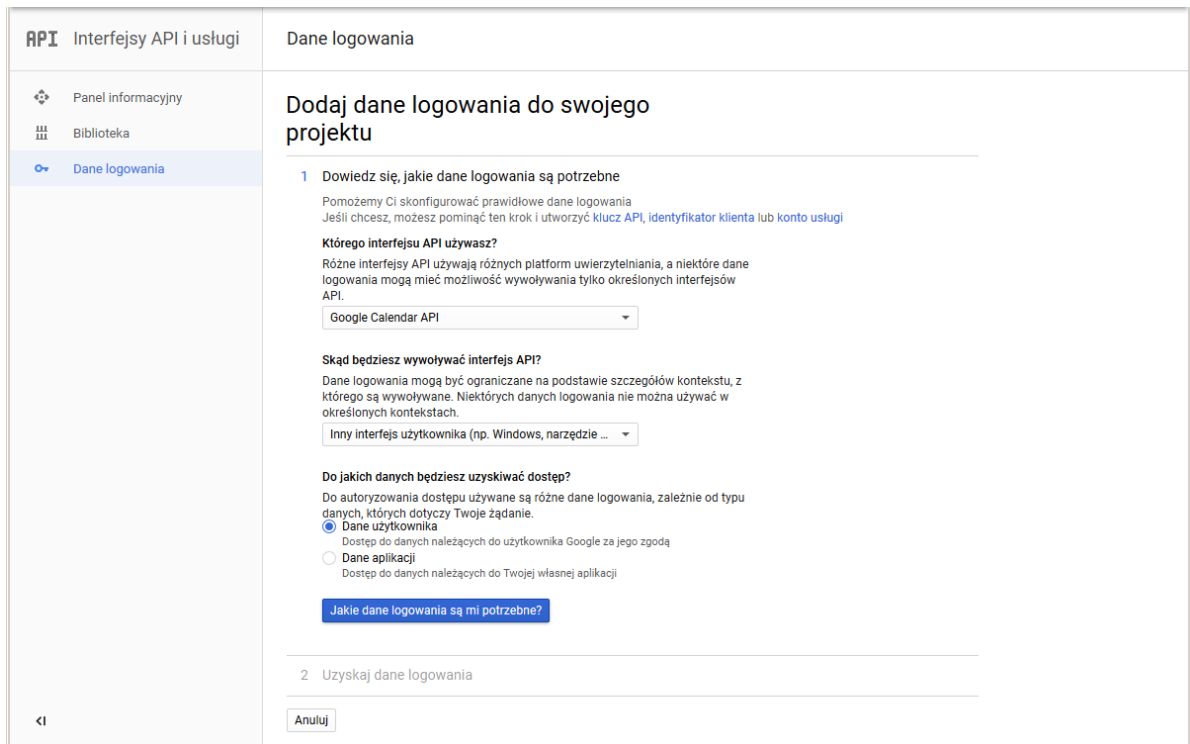 API Interfejsy API i usługi
Dane logowania
Panel informacyjny
Biblioteka
Dane logowania
Dodaj dane logowania do swojego
projektu
1 Dowiedz się, jakie dane logowania są potrzebne
Pomożemy Ci skonfigurować prawidłowe dane logowania
Jeśli chcesz, możesz pominąć ten krok i utworzyć klucz API, identyfikator klienta lub konto usługi
Którego interfejsu API używasz?
Różne interfejsy API używają różnych platform uwierzytelniania, a niektóre dane
logowania mogą mieć możliwość wywoływania tylko określonych interfejsów
API.
Google Calendar API
Skąd będziesz wywoływać interfejs API?
Dane logowania mogą być ograniczane na podstawie szczegółów kontekstu, z
którego są wywoływane. Niektórych danych logowania nie można używać w
określonych kontekstach.
Inny interfejs użytkownika (np. Windows, narzędzie ...
Do jakich danych będziesz uzyskiwać dostęp?
Do autoryzowania dostępu używane są różne dane logowania, zależnie od typu
danych, których dotyczy Twoje żądanie.
Dane użytkownika
Dostęp do danych należących do użytkownika Google za jego zgodą
Dane aplikacji
Dostęp do danych należących do Twojej własnej aplikacji
Jakie dane logowania są mi potrzebne?
2 Uzyskaj dane logowania
Anuluj